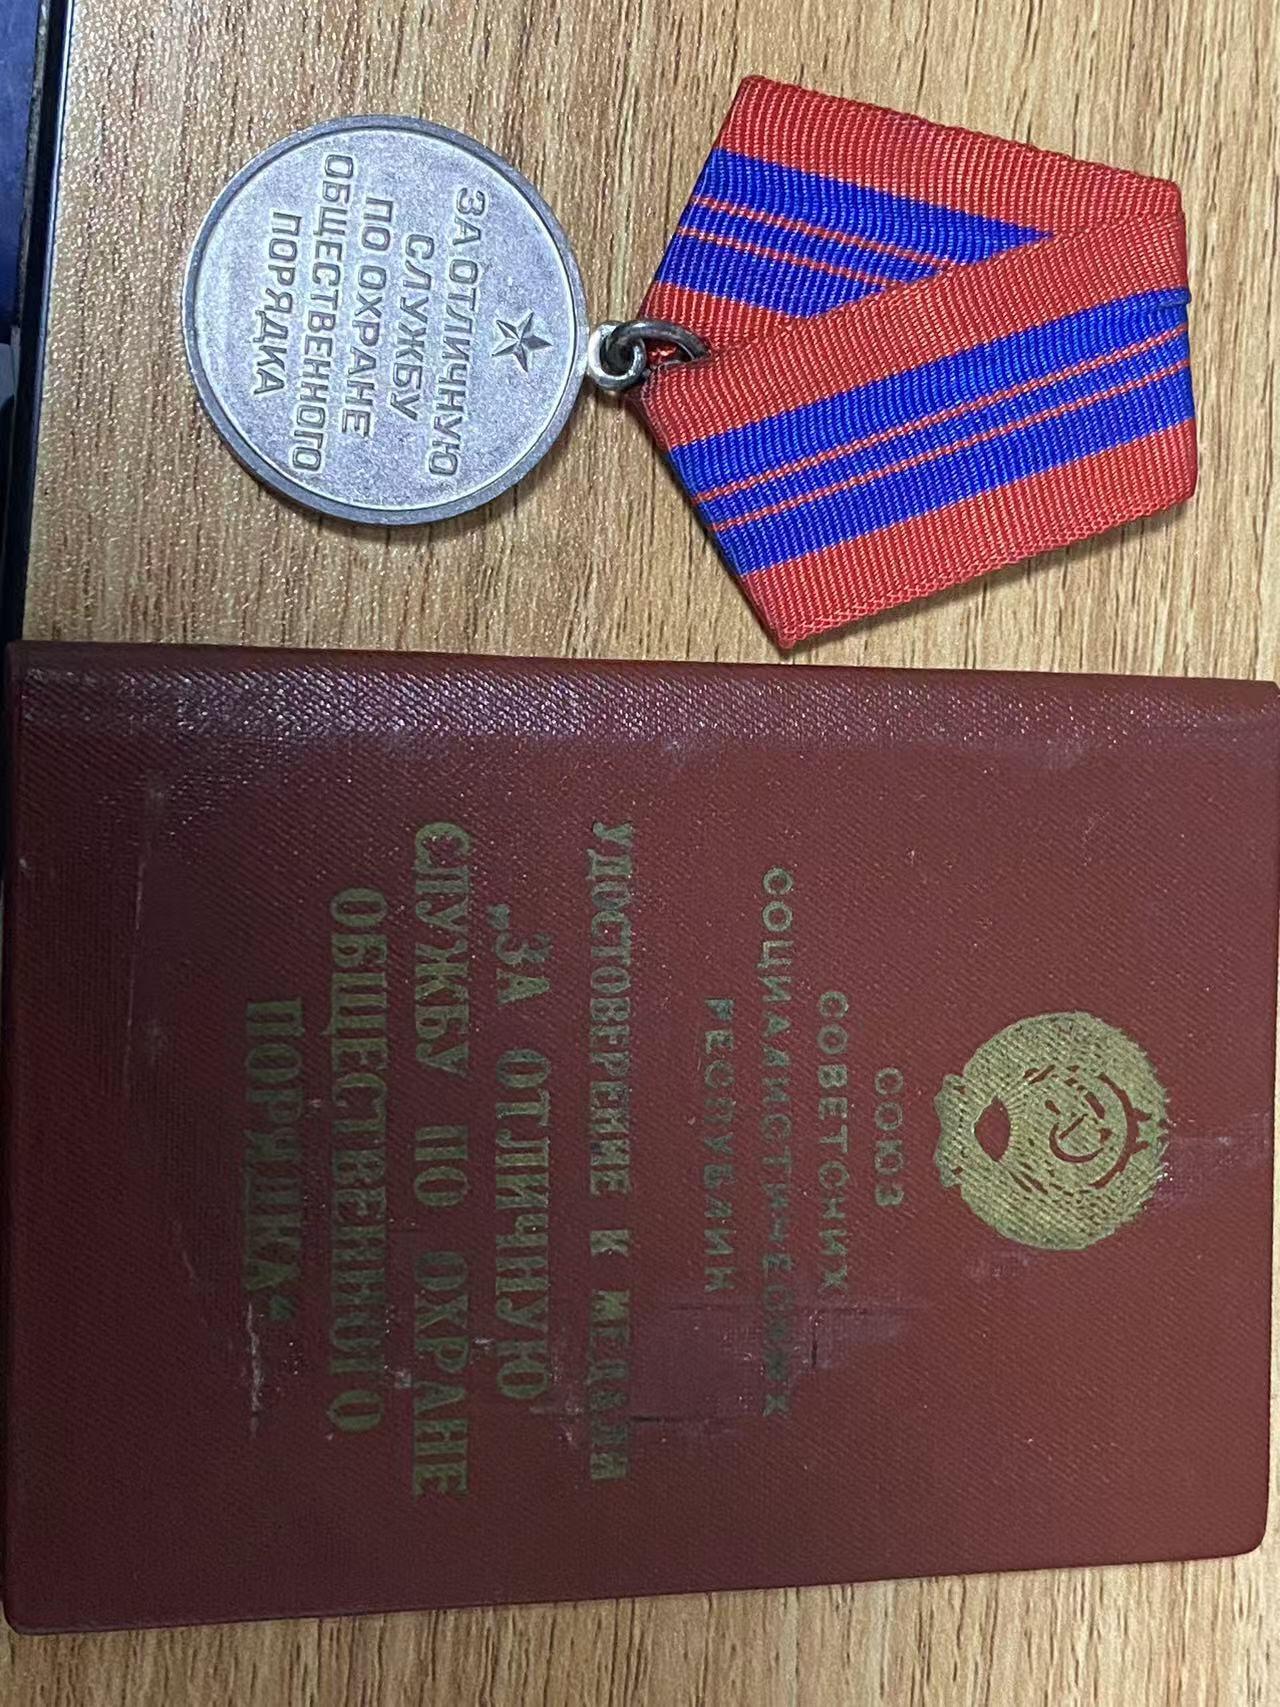 ЗА ОТЛИЧНУЮ
СЛУЖБУ
ПО ОХРАНЕ
ОБЩЕСТВЕННОГО
ПОРЯДКА
СОЮЗ
СОВЕТСКИХ
СОЦИАЛИСТИЧЕСКИХ
РЕСПУБЛИК
УДОСТОВЕРЕНИЕ К МЕДАЛИ
„ЗА ОТЛИЧНУЮ
СЛУЖБУ ПО ОХРАНЕ
ОБЩЕСТВЕННОГО
ПОРЯДКА“